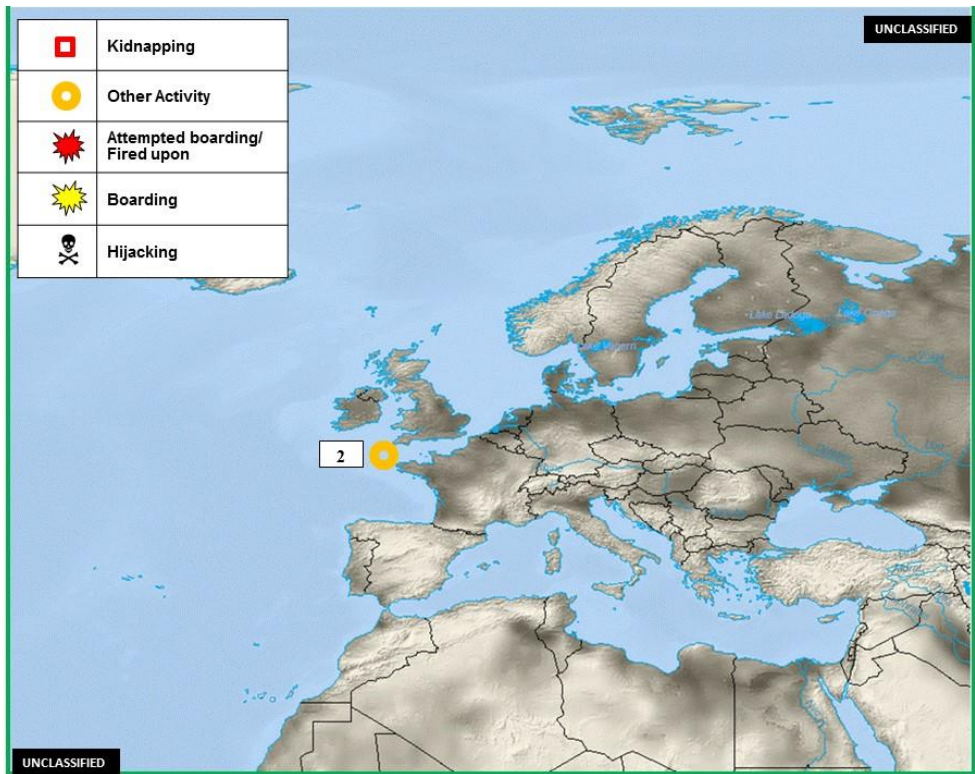 UNCLASSIFIED
Kidnapping
Other Activity
Attempted boarding/
Fired upon
Boarding
Hijacking
2
UNCLASSIFIED